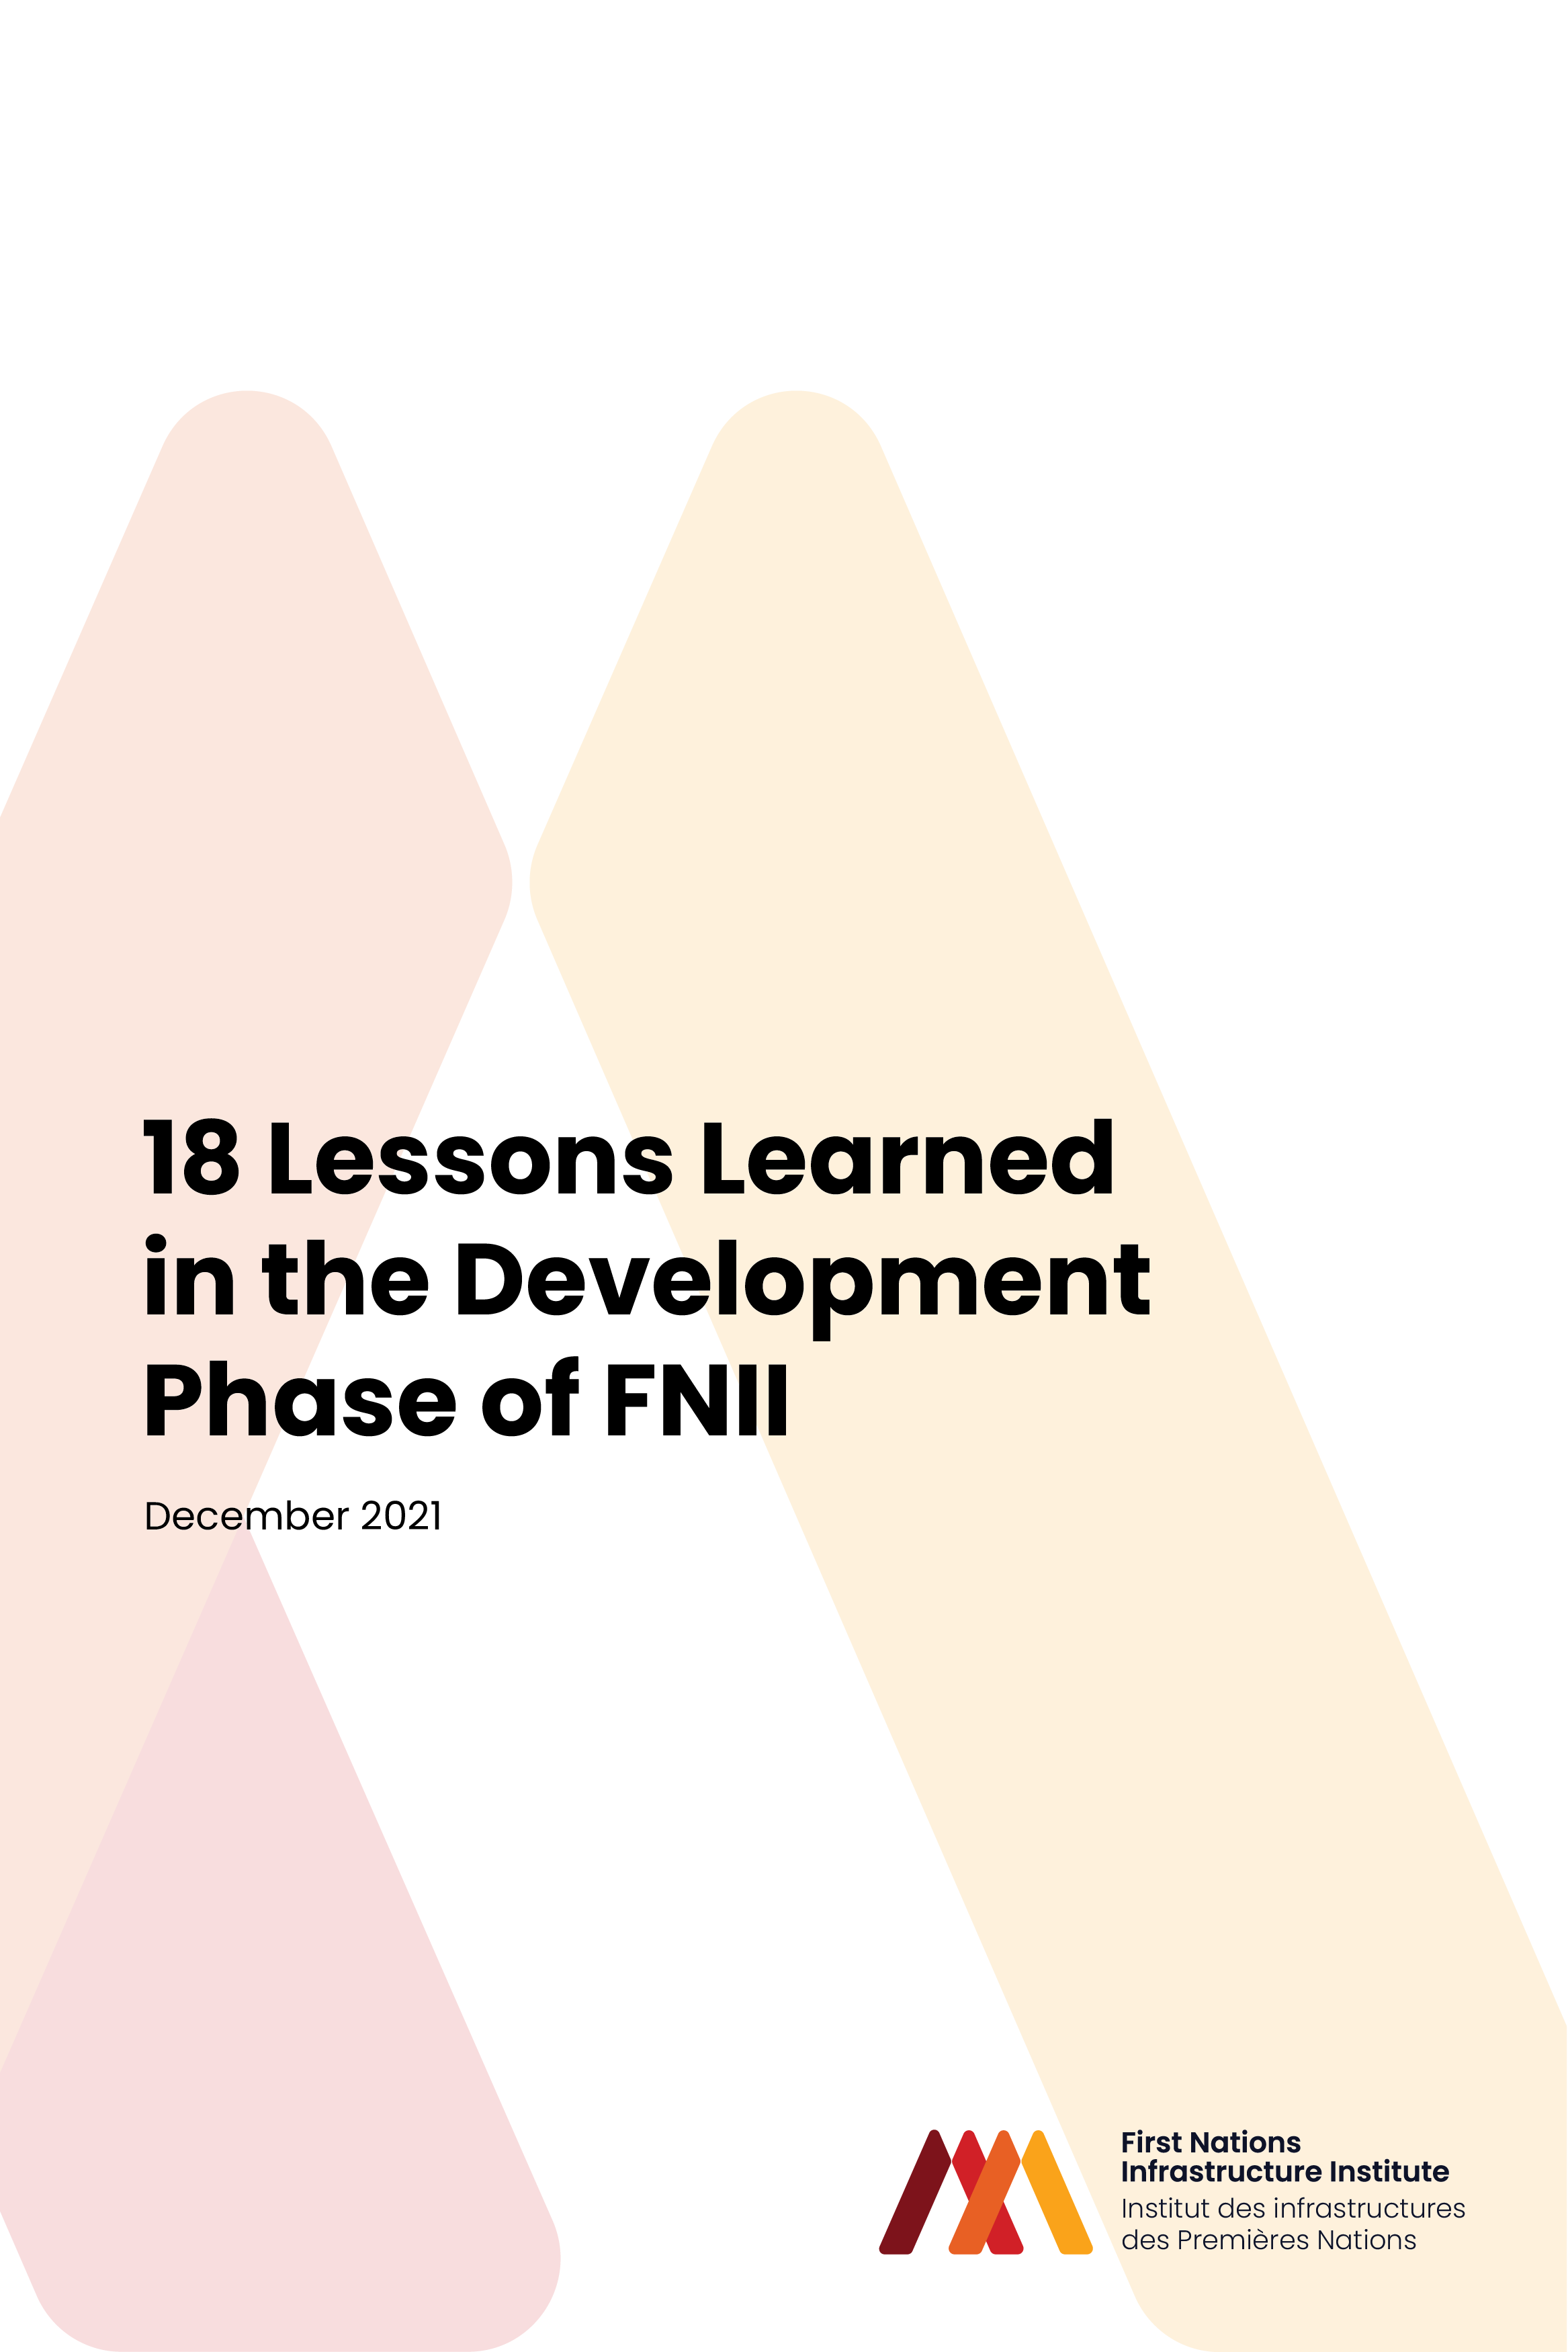 18 Lessons Learned
in the Development
Phase of FNII
December 2021
First Nations
Infrastructure Institute
Institut des infrastructures
des Premières Nations